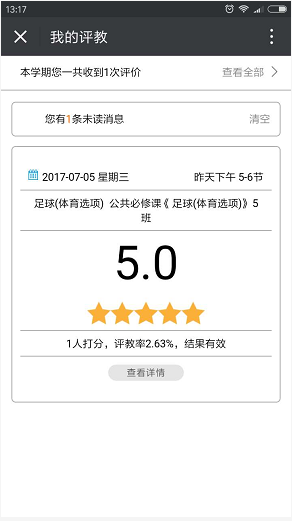 13:17
我的评教
本学期您一共收到1次评价 查看全部
您有1条未读消息 清空
2017-07-05 星期三 昨天下午 5-6节
足球(体育选项) 公共必修课《足球(体育选项)》5
班
5.0
1人打分，评教率2.63%，结果有效
查看详情